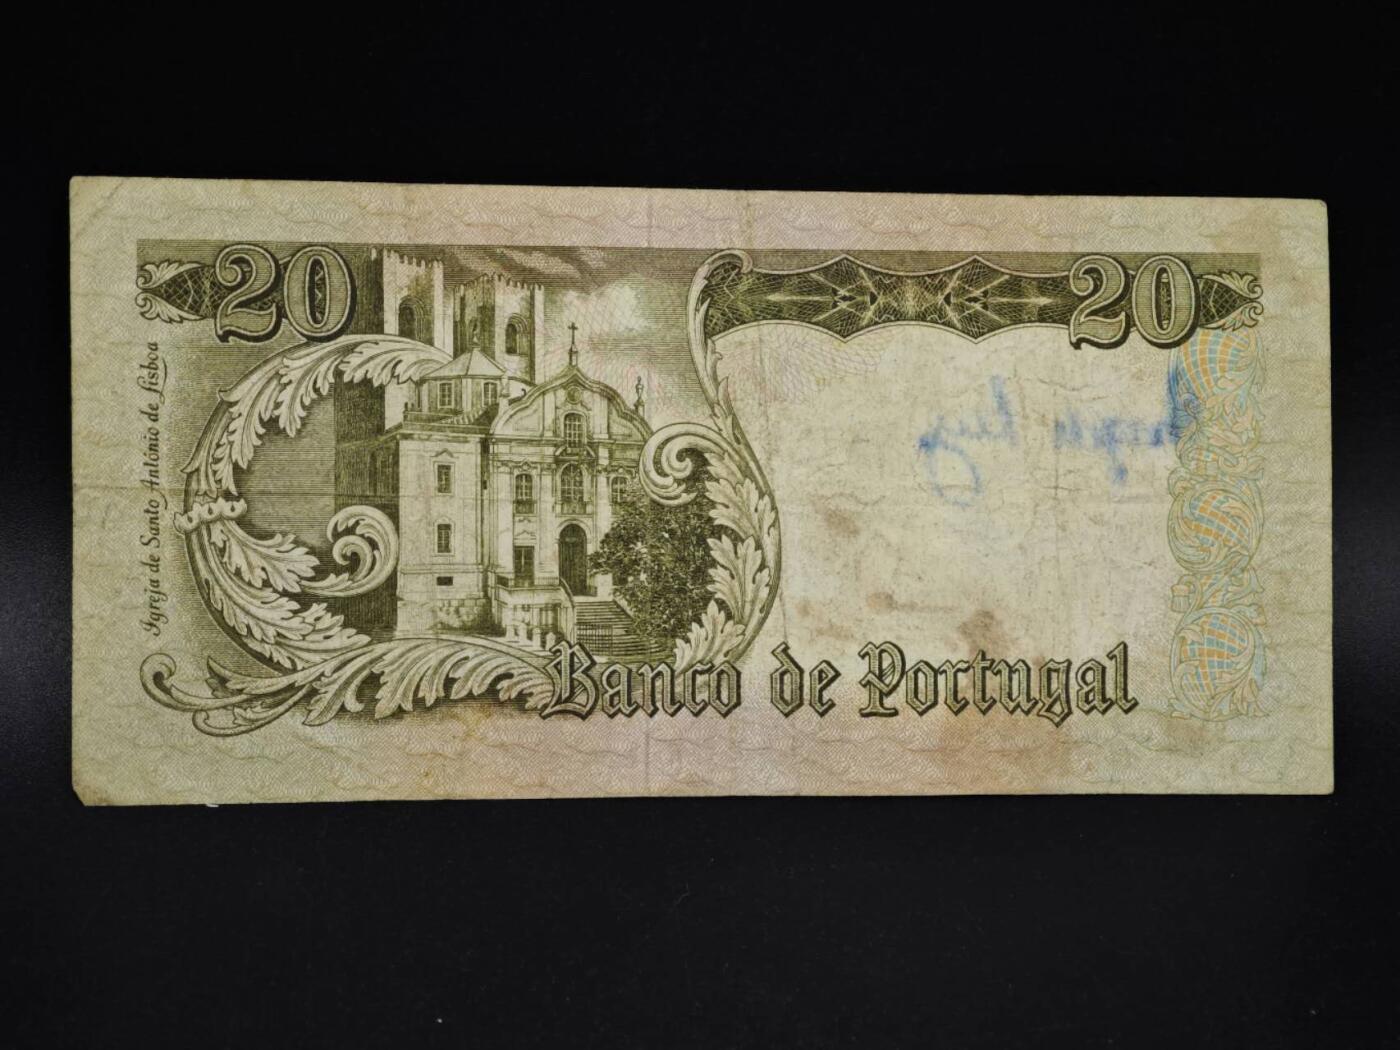 20
20
Igreja de Santo António de Lisboa
Banco de Portugal